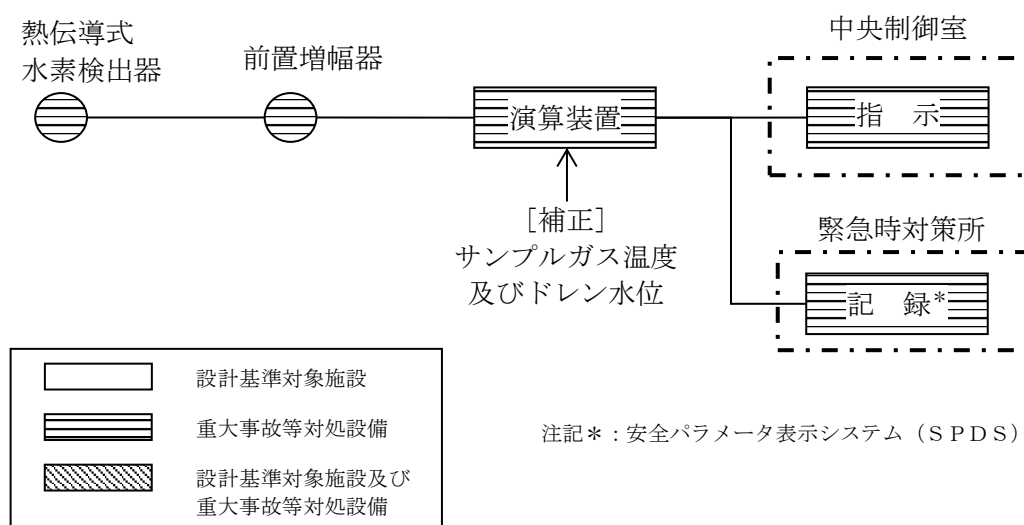 熱伝導式
水素検出器
前置増幅器
演算装置
中央制御室
指　示
[補正]
サンプルガス温度
及びドレン水位
緊急時対策所
記　録*
設計基準対象施設
重大事故等対処設備
設計基準対象施設及び
重大事故等対処設備
注記＊：安全パラメータ表示システム（ＳＰＤＳ）